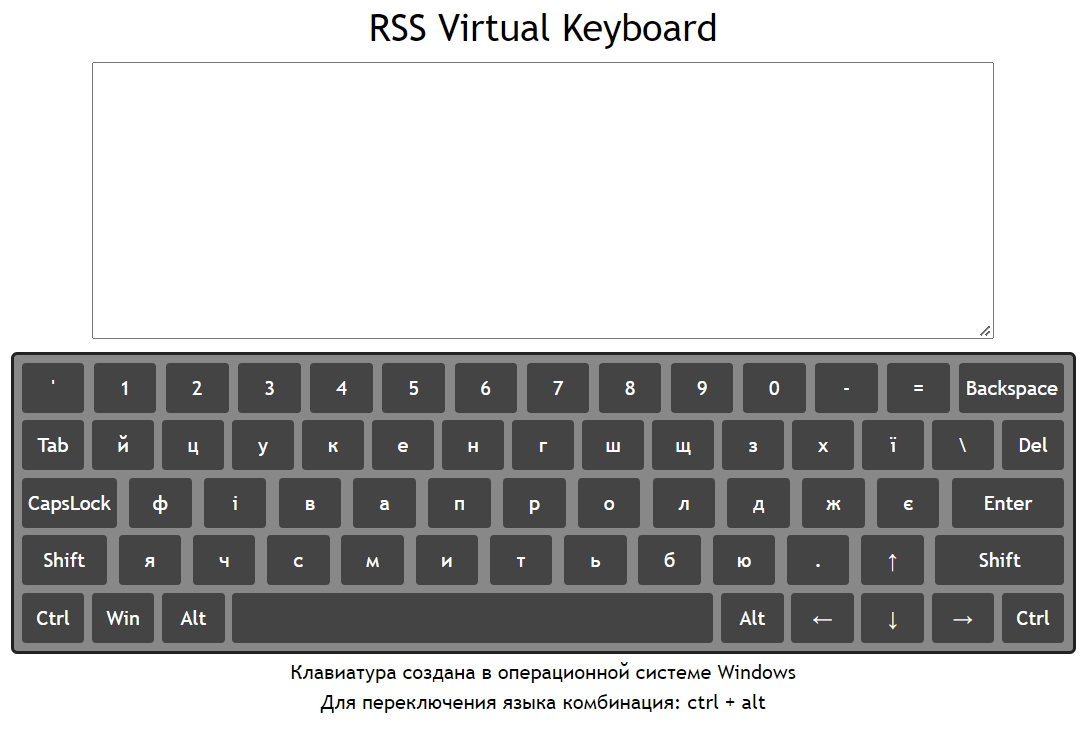 RSS Virtual Keyboard
' 1 2 3 4 5 6 7 8 9 0 - = Backspace
Tab й ц у к е н г ш щ з х ї \ Del
CapsLock ф і в а п р о л д ж є Enter
Shift я ч с м и т ь б ю . ↑ Shift
Ctrl Win Alt Alt ← ↓ → Ctrl
Клавиатура создана в операционной системе Windows
Для переключения языка комбинация: ctrl + alt